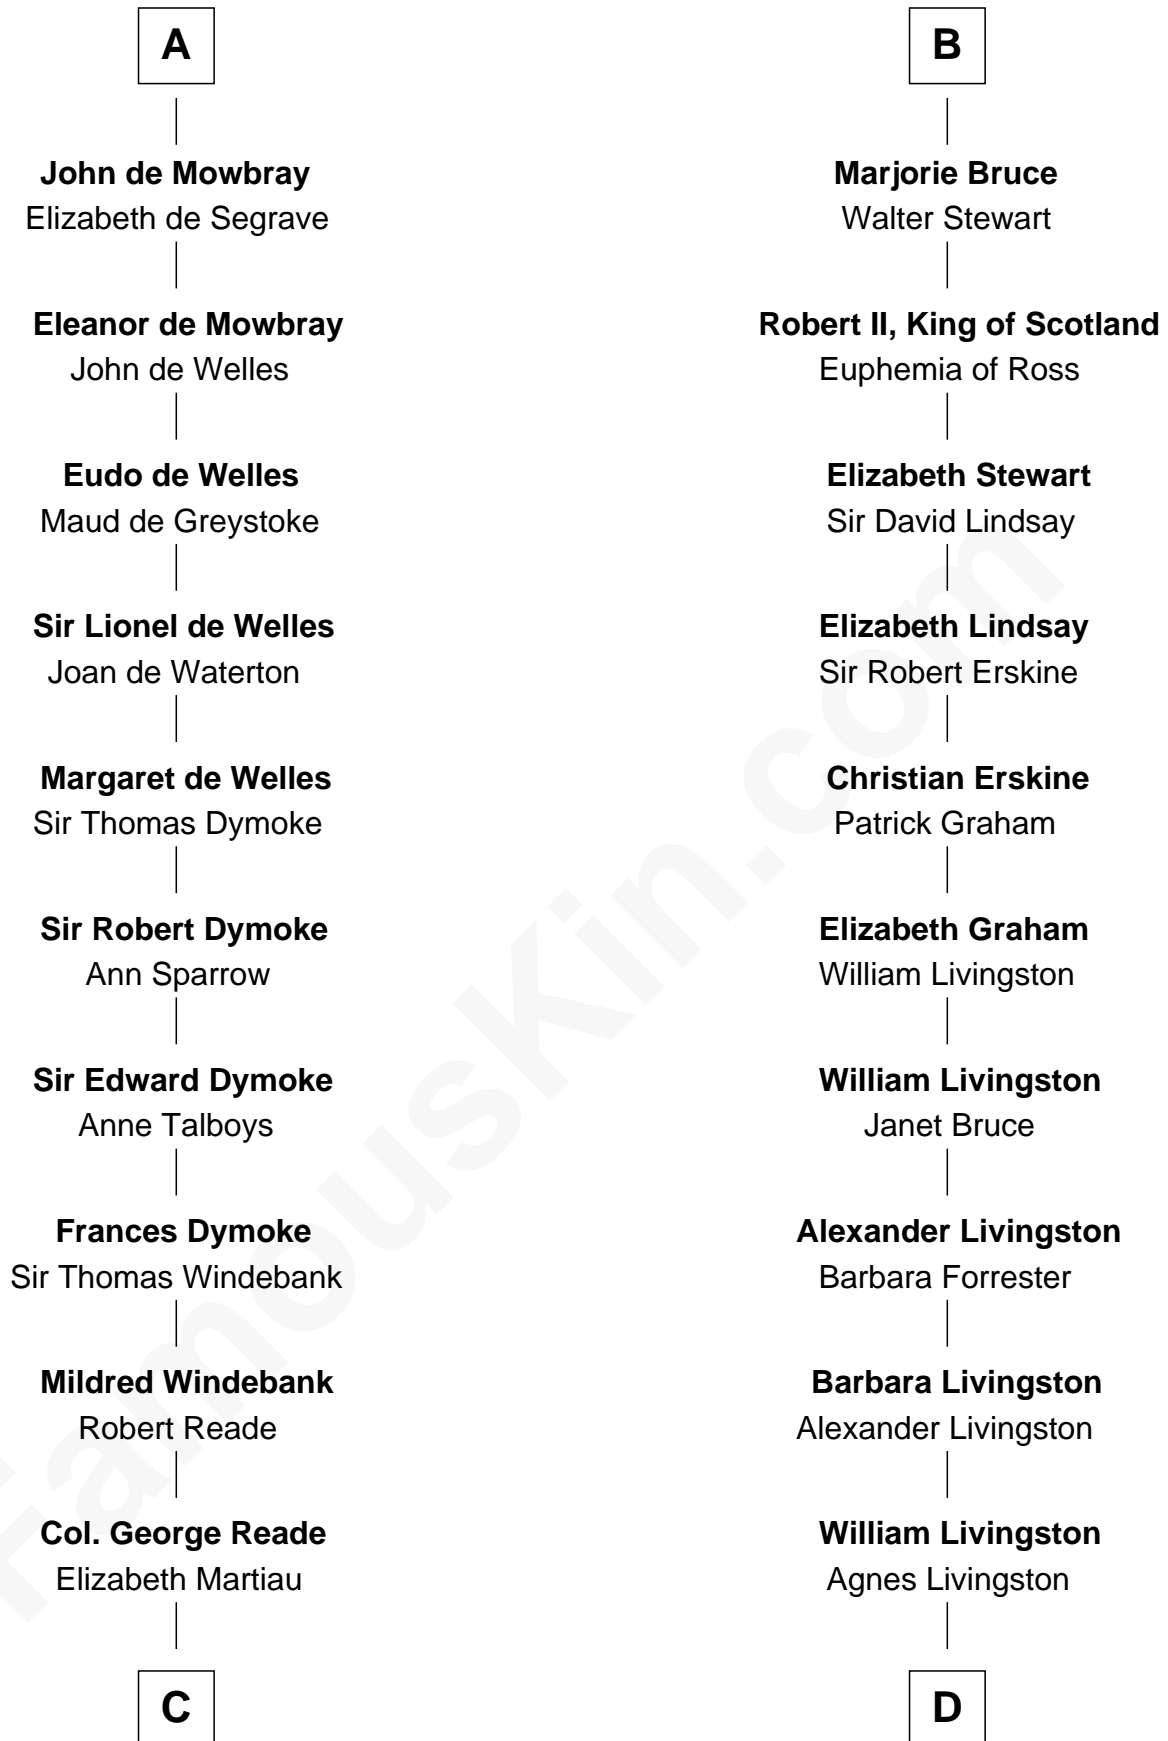 A
John de Mowbray
Elizabeth de Segrave
Eleanor de Mowbray
John de Welles
Eudo de Welles
Maud de Greystoke
Sir Lionel de Welles
Joan de Waterton
Margaret de Welles
Sir Thomas Dymoke
Sir Robert Dymoke
Ann Sparrow
Sir Edward Dymoke
Anne Talboys
Frances Dymoke
Sir Thomas Windebank
Mildred Windebank
Robert Reade
Col. George Reade
Elizabeth Martiau
C
B
Marjorie Bruce
Walter Stewart
Robert II, King of Scotland
Euphemia of Ross
Elizabeth Stewart
Sir David Lindsay
Elizabeth Lindsay
Sir Robert Erskine
Christian Erskine
Patrick Graham
Elizabeth Graham
William Livingston
William Livingston
Janet Bruce
Alexander Livingston
Barbara Forrester
Barbara Livingston
Alexander Livingston
William Livingston
Agnes Livingston
D
FamousKin.com